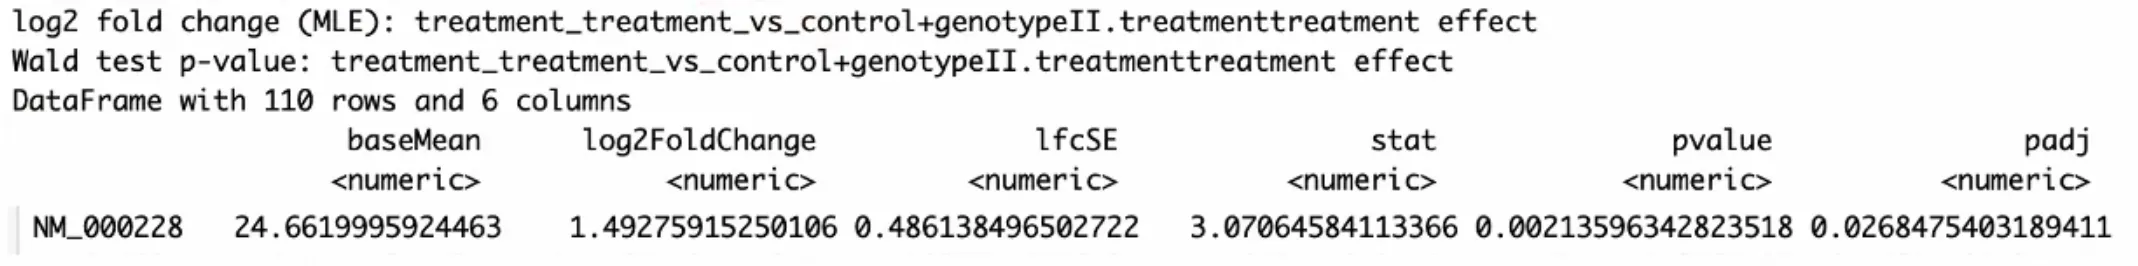 log2 fold change (MLE): treatment_treatment_vs_control+genotypeII.treatmenttreatment effect
Wald test p-value: treatment_treatment_vs_control+genotypeII.treatmenttreatment effect
DataFrame with 110 rows and 6 columns
baseMean log2FoldChange lfcSE stat pvalue padj
<numeric> <numeric> <numeric> <numeric> <numeric> <numeric>
NM_000228 24.6619995924463 1.49275915250106 0.486138496502722 3.07064584113366 0.00213596342823518 0.0268475403189411